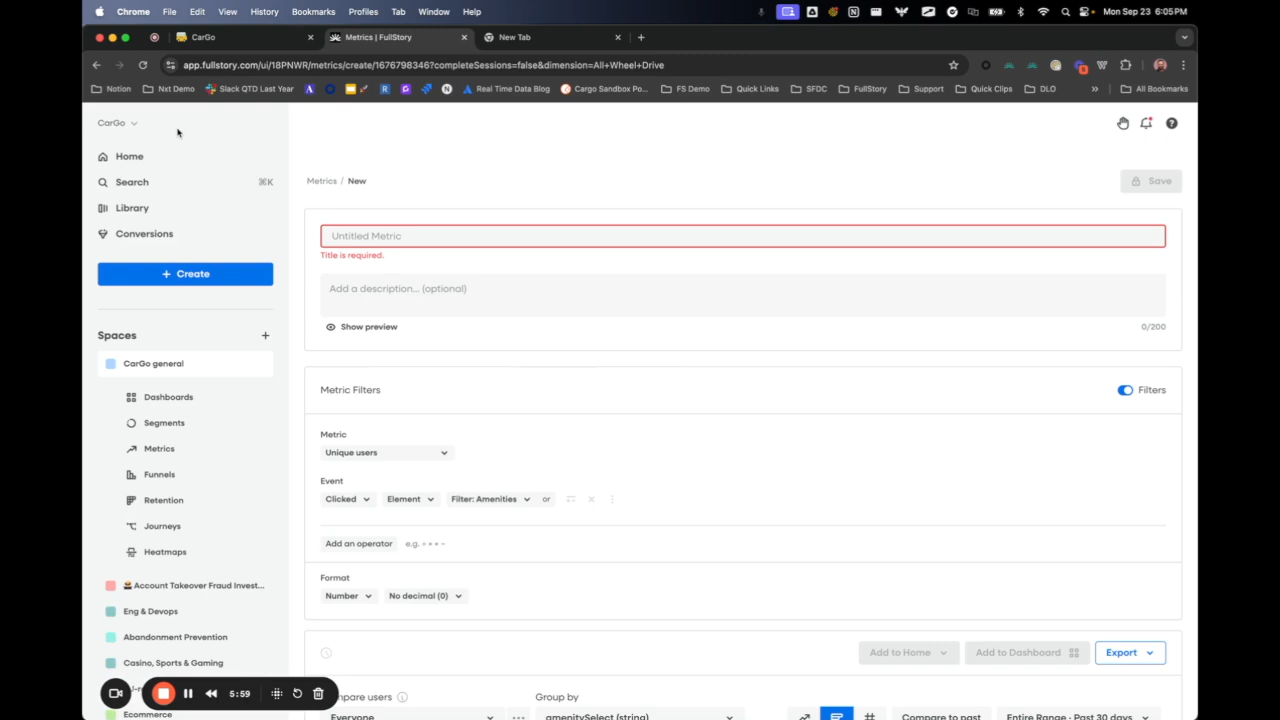 Chrome File Edit View History Bookmarks Profiles Tab Window Help Mon Sep 23 6:05PM
CarGo Metrics | FullStory New Tab
app.fullstory.com/ui/18PNWR/metrics/create/1676798346?completeSessions=false&dimension=All+Wheel+Drive
Notion Nxt Demo Slack QTD Last Year Real Time Data Blog Cargo Sandbox Po... FS Demo Quick Links SFDC FullStory Support Quick Clips DLO » All Bookmarks
CarGo
Home
Search ⌘K
Library
Conversions
+ Create
Spaces +
CarGo general
Dashboards
Segments
Metrics
Funnels
Retention
Journeys
Heatmaps
Account Takeover Fraud Invest...
Eng & Devops
Abandonment Prevention
Casino, Sports & Gaming
5:59
Ecommerce
Metrics / New
Save
Untitled Metric
Title is required.
Add a description... (optional)
Show preview 0/200
Metric Filters Filters
Metric
Unique users
Event
Clicked Element Filter: Amenities or
Add an operator e.g.
Format
Number No decimal (0)
Add to Home Add to Dashboard Export
mpare users Group by
Everyone amenitySelect (string) Compare to past Entire Range · Past 30 days